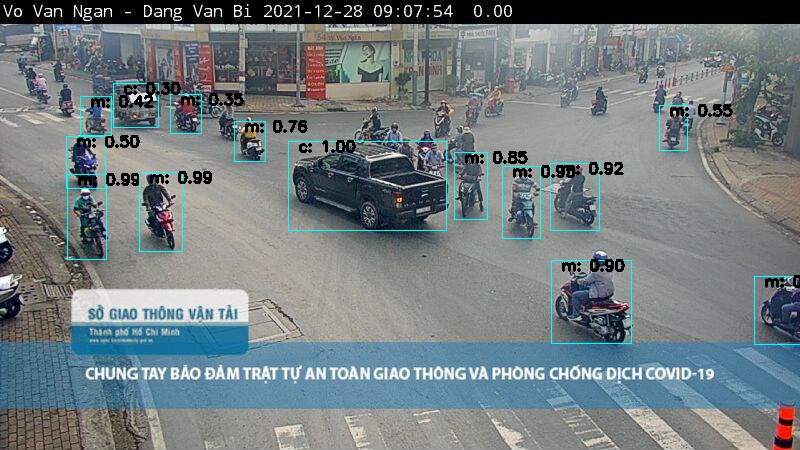 Vo Van Ngan - Dang Van Bi 2021-12-28 09:07:54 0.00
c: 0.30
m: 0.42
m: 0.35
m: 0.55
m: 0.76
m: 0.50
c: 1.00
m: 0.85
m: 0.92
m: 0.99
m: 0.99
m: 0.90
SỞ GIAO THÔNG VẬN TẢI
Thành phố Hồ Chí Minh
CHUNG TAY BẢO ĐẢM TRẬT TỰ AN TOÀN GIAO THÔNG VÀ PHÒNG CHỐNG DỊCH COVID-19